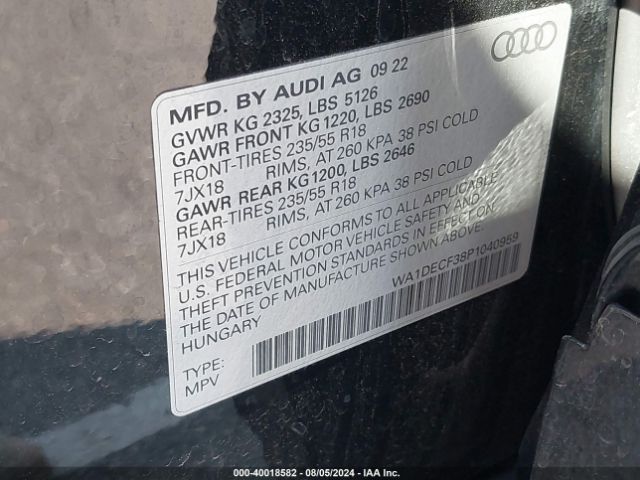 MFD. BY AUDI AG 09 22
GVWR KG 2325, LBS 5126
GAWR FRONT KG 1220, LBS 2690
FRONT-TIRES 235/55 R18
7JX18 RIMS, AT 260 KPA 38 PSI COLD
GAWR REAR KG 1200, LBS 2646
REAR-TIRES 235/55 R18
7JX18 RIMS, AT 260 KPA 38 PSI COLD
THIS VEHICLE CONFORMS TO ALL APPLICABLE
U.S. FEDERAL MOTOR VEHICLE SAFETY AND
THEFT PREVENTION STANDARDS IN EFFECT ON
THE DATE OF MANUFACTURE SHOWN ABOVE.
HUNGARY
WA1DECF38P1040959
TYPE:
MPV
000-40018582 - 08/05/2024 - IAA Inc.